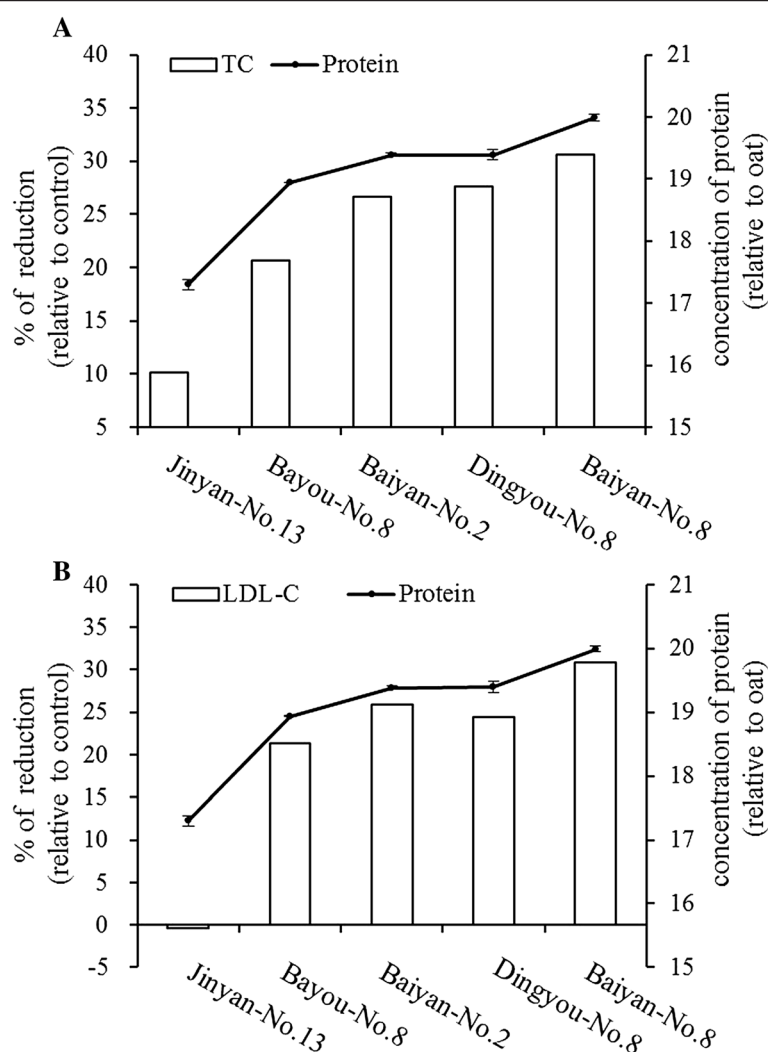 A
TC Protein
% of reduction
(relative to control)
40
35
30
25
20
15
10
5
21
20
19
18
17
16
15
concentration of protein
(relative to oat)
Jinyan-No.13
Bayou-No.8
Baiyan-No.2
Dingyou-No.8
Baiyan-No.8
B
LDL-C Protein
% of reduction
(relative to control)
40
35
30
25
20
15
10
5
0
-5
21
20
19
18
17
16
15
concentration of protein
(relative to oat)
Jinyan-No.13
Bayou-No.8
Baiyan-No.2
Dingyou-No.8
Baiyan-No.8